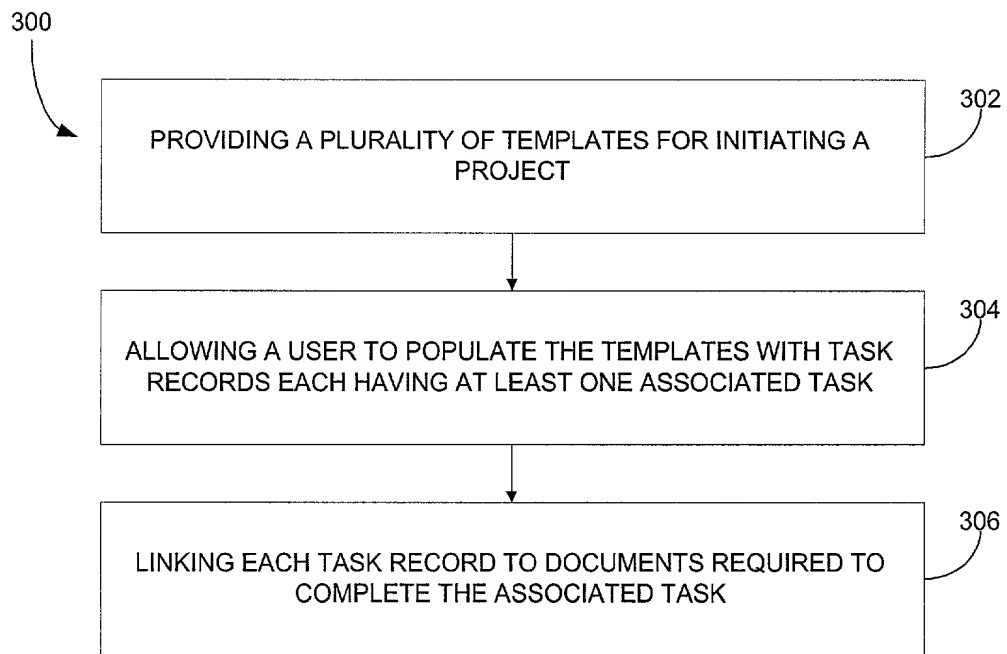 300
302
PROVIDING A PLURALITY OF TEMPLATES FOR INITIATING A
PROJECT
304
ALLOWING A USER TO POPULATE THE TEMPLATES WITH TASK
RECORDS EACH HAVING AT LEAST ONE ASSOCIATED TASK
306
LINKING EACH TASK RECORD TO DOCUMENTS REQUIRED TO
COMPLETE THE ASSOCIATED TASK